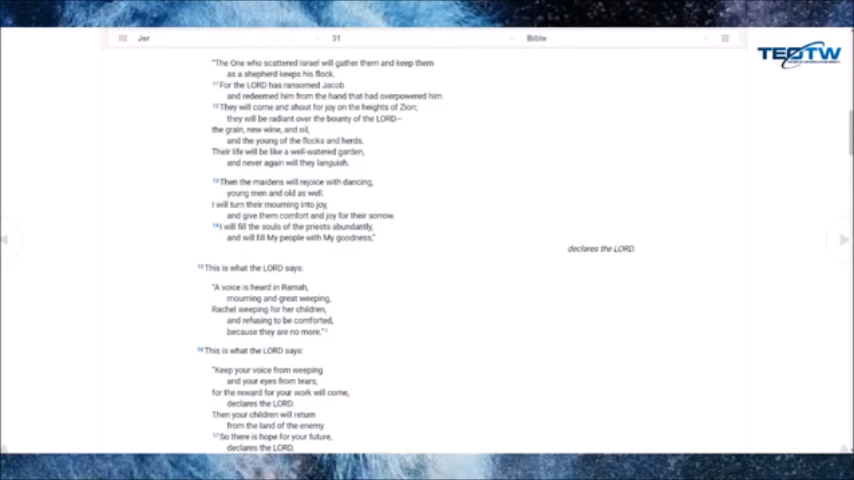 Jer 31 Bible
TEOTW
"The One who scattered Israel will gather them and keep them
as a shepherd keeps his flock.
11 For the LORD has ransomed Jacob
and redeemed him from the hand that had overpowered him.
12 They will come and shout for joy on the heights of Zion;
they will be radiant over the bounty of the LORD—
the grain, new wine, and oil,
and the young of the flocks and herds.
Their life will be like a well-watered garden,
and never again will they languish.
13 Then the maidens will rejoice with dancing,
young men and old as well.
I will turn their mourning into joy,
and give them comfort and joy for their sorrow.
14 I will fill the souls of the priests abundantly,
and will fill My people with My goodness,"
declares the LORD.
15 This is what the LORD says:
"A voice is heard in Ramah,
mourning and great weeping,
Rachel weeping for her children,
and refusing to be comforted,
because they are no more."
16 This is what the LORD says:
"Keep your voice from weeping
and your eyes from tears,
for the reward for your work will come,
declares the LORD.
Then your children will return
from the land of the enemy.
17 So there is hope for your future,
declares the LORD,